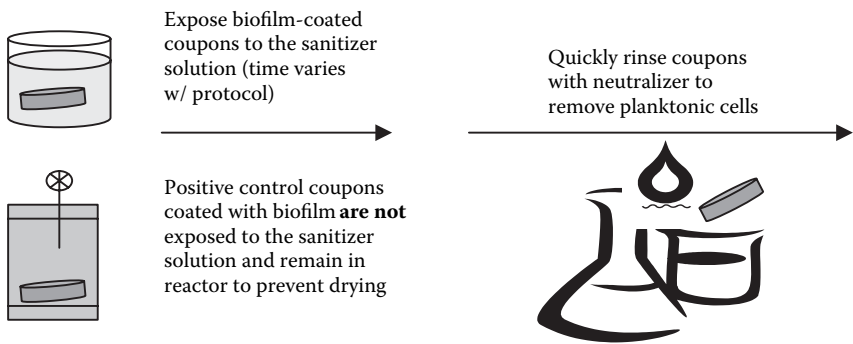 Expose biofilm-coated
coupons to the sanitizer
solution (time varies
w/ protocol)
Quickly rinse coupons
with neutralizer to
remove planktonic cells
Positive control coupons
coated with biofilm are not
exposed to the sanitizer
solution and remain in
reactor to prevent drying